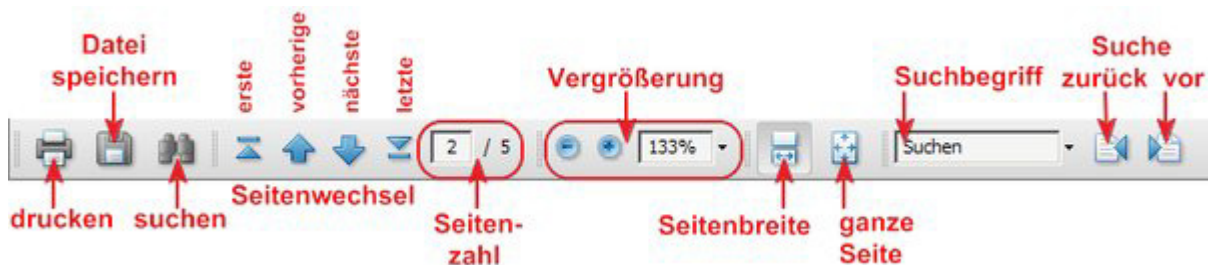 Datei
speichern
erste
vorherige
nächste
letzte
Vergrößerung
Suchbegriff
Suche
zurück vor
2 / 5
133%
Suchen
drucken
suchen
Seitenwechsel
Seiten-
zahl
Seitenbreite
ganze
Seite